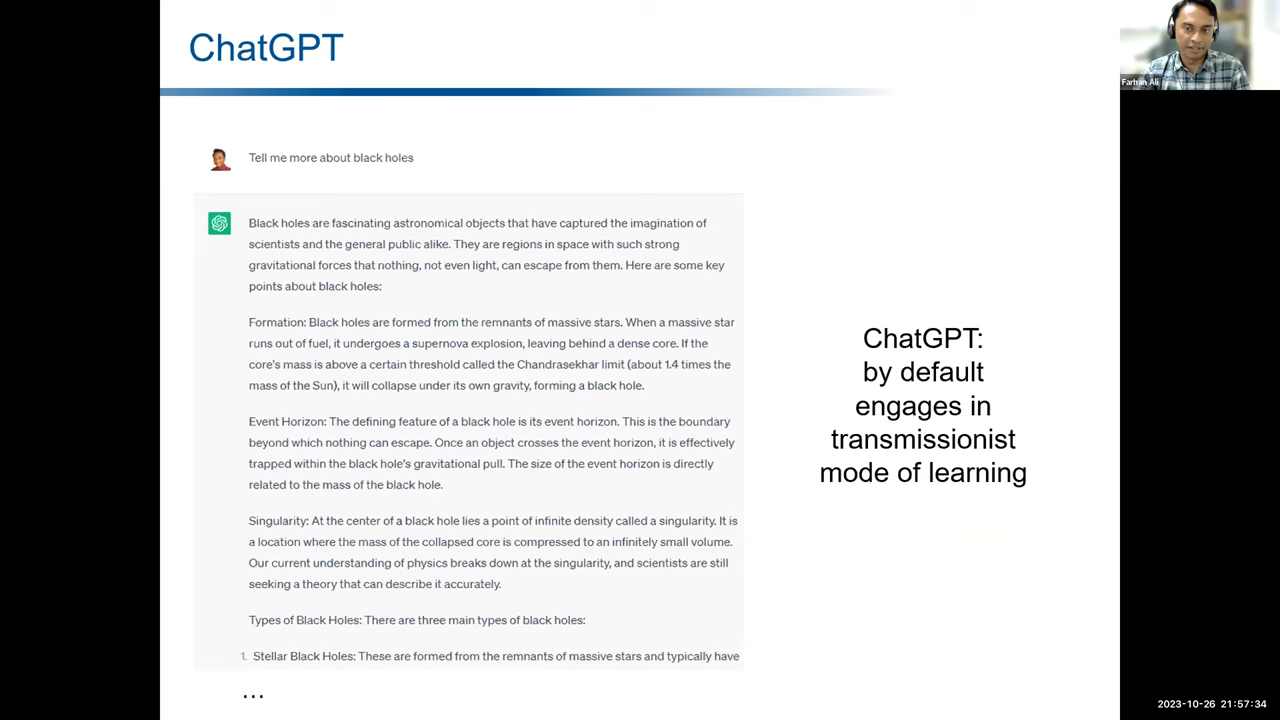 ChatGPT
Farhan Ali
Tell me more about black holes
Black holes are fascinating astronomical objects that have captured the imagination of
scientists and the general public alike. They are regions in space with such strong
gravitational forces that nothing, not even light, can escape from them. Here are some key
points about black holes:
Formation: Black holes are formed from the remnants of massive stars. When a massive star
runs out of fuel, it undergoes a supernova explosion, leaving behind a dense core. If the
core's mass is above a certain threshold called the Chandrasekhar limit (about 1.4 times the
mass of the Sun), it will collapse under its own gravity, forming a black hole.
Event Horizon: The defining feature of a black hole is its event horizon. This is the boundary
beyond which nothing can escape. Once an object crosses the event horizon, it is effectively
trapped within the black hole's gravitational pull. The size of the event horizon is directly
related to the mass of the black hole.
Singularity: At the center of a black hole lies a point of infinite density called a singularity. It is
a location where the mass of the collapsed core is compressed to an infinitely small volume.
Our current understanding of physics breaks down at the singularity, and scientists are still
seeking a theory that can describe it accurately.
Types of Black Holes: There are three main types of black holes:
1. Stellar Black Holes: These are formed from the remnants of massive stars and typically have
...
ChatGPT:
by default
engages in
transmissionist
mode of learning
2023-10-26 21:57:34